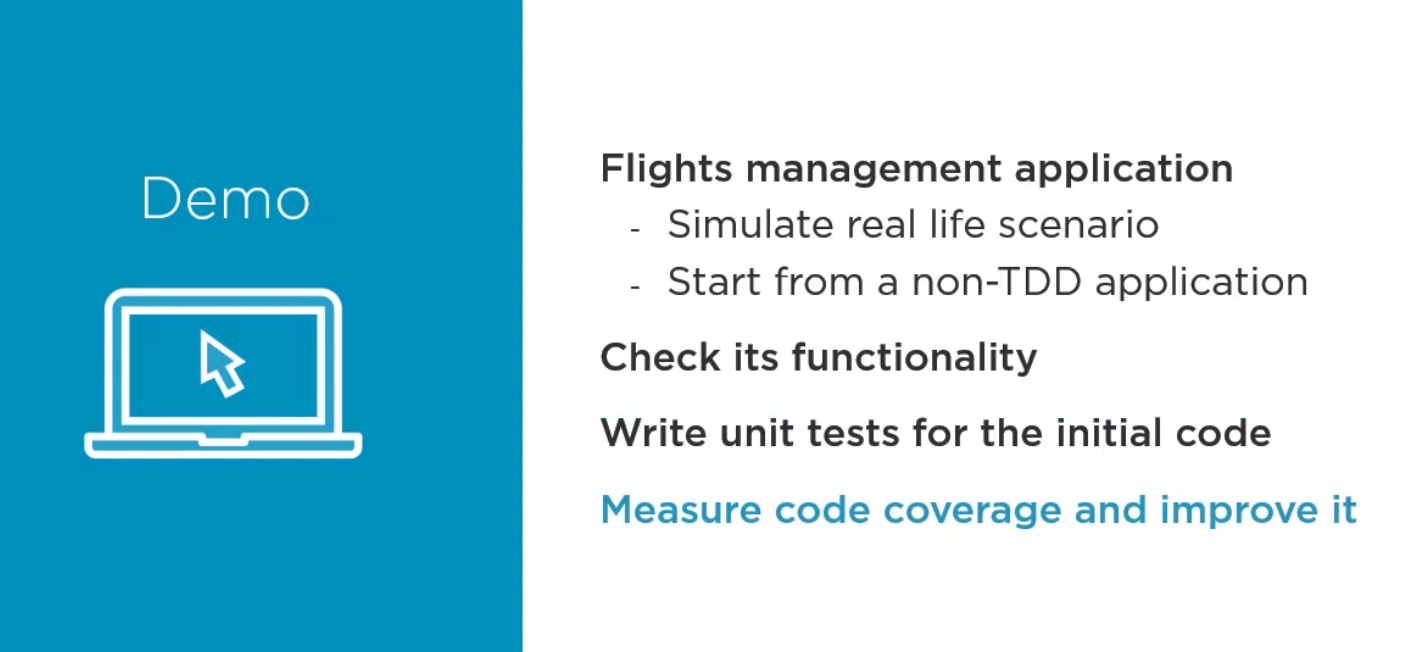 Demo
Flights management application
- Simulate real life scenario
- Start from a non-TDD application
Check its functionality
Write unit tests for the initial code
Measure code coverage and improve it